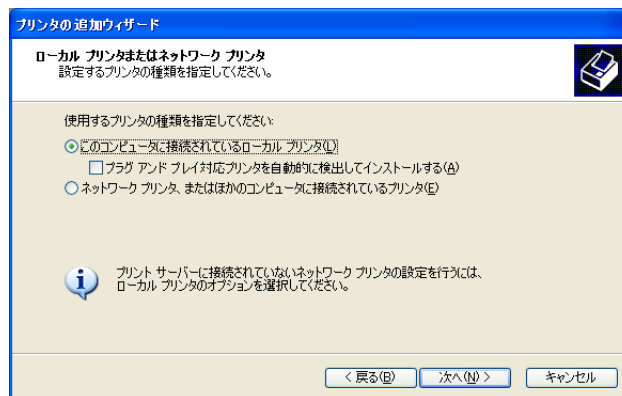 プリンタの追加ウィザード
ローカル プリンタまたはネットワーク プリンタ
設定するプリンタの種類を指定してください。
使用するプリンタの種類を指定してください:
このコンピュータに接続されているローカル プリンタ(L)
プラグ アンド プレイ対応プリンタを自動的に検出してインストールする(A)
ネットワーク プリンタ、またはほかのコンピュータに接続されているプリンタ(E)
プリント サーバーに接続されていないネットワーク プリンタの設定を行うには、
ローカル プリンタのオプションを選択してください。
< 戻る(B) 次へ(N) > キャンセル